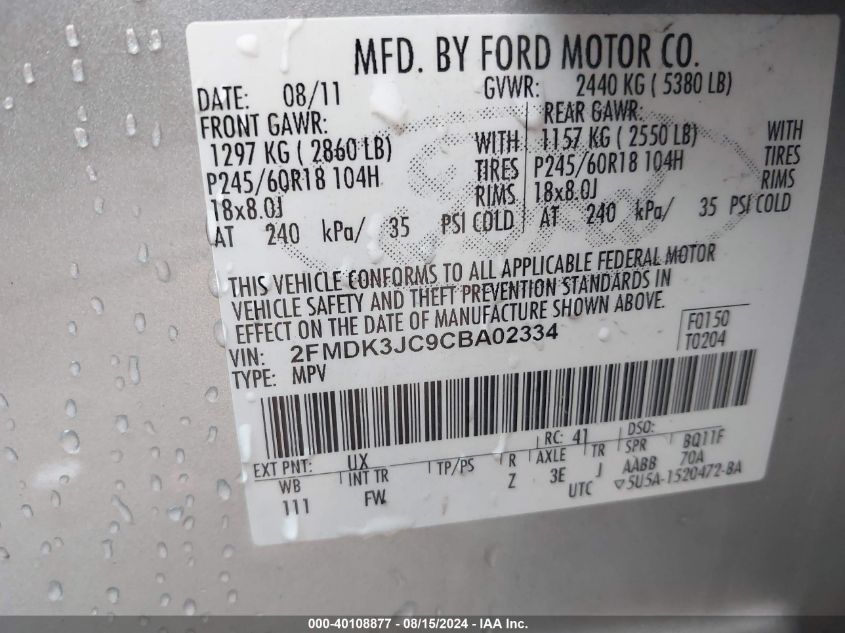 MFD. BY FORD MOTOR CO.
DATE: 08/11 GVWR: 2440 KG ( 5380 LB)
FRONT GAWR: REAR GAWR:
1297 KG ( 2860 LB) WITH 1157 KG ( 2550 LB) WITH
P245/60R18 104H TIRES P245/60R18 104H TIRES
18x8.0J RIMS 18x8.0J RIMS
AT 240 kPa/ 35 PSI COLD AT 240 kPa/ 35 PSI COLD
THIS VEHICLE CONFORMS TO ALL APPLICABLE FEDERAL MOTOR
VEHICLE SAFETY AND THEFT PREVENTION STANDARDS IN
EFFECT ON THE DATE OF MANUFACTURE SHOWN ABOVE.
VIN: 2FMDK3JC9CBA02334 F0150
TYPE: MPV T0204
EXT PNT: UX RC: 41 DSO:
WB INT TR TP/PS R AXLE TR SPR BQ11F
111 FW Z 3E J AABB 70A
UTC ▽5U5A-1520472-BA
000-40108877 - 08/15/2024 - IAA Inc.